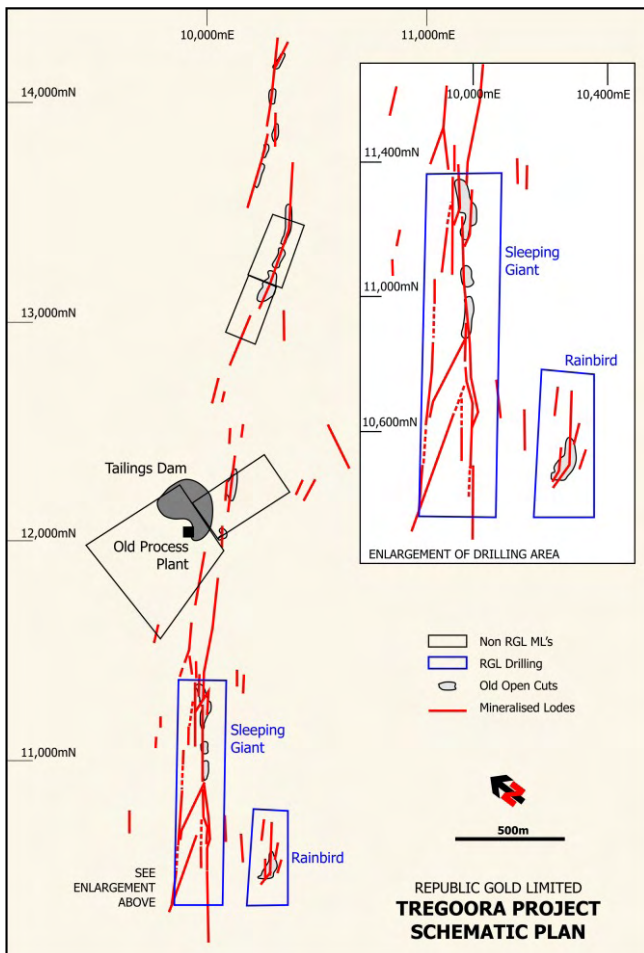 10,000mE
11,000mE
14,000mN
13,000mN
12,000mN
11,000mN
10,000mE
10,400mE
11,400mN
11,000mN
10,600mN
Sleeping
Giant
Rainbird
ENLARGEMENT OF DRILLING AREA
Tailings Dam
Old Process
Plant
Non RGL ML's
RGL Drilling
Old Open Cuts
Mineralised Lodes
Sleeping
Giant
Rainbird
SEE
ENLARGEMENT
ABOVE
N
500m
REPUBLIC GOLD LIMITED
TREGOORA PROJECT
SCHEMATIC PLAN